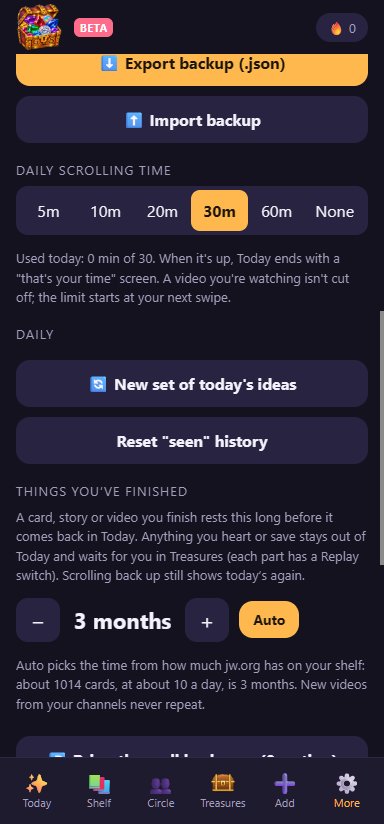 BETA
0
Export backup (.json)
Import backup
DAILY SCROLLING TIME
5m 10m 20m 30m 60m None
Used today: 0 min of 30. When it's up, Today ends with a
"that's your time" screen. A video you're watching isn't cut
off; the limit starts at your next swipe.
DAILY
New set of today's ideas
Reset "seen" history
THINGS YOU'VE FINISHED
A card, story or video you finish rests this long before it
comes back in Today. Anything you heart or save stays out of
Today and waits for you in Treasures (each part has a Replay
switch). Scrolling back up still shows today's again.
– 3 months + Auto
Auto picks the time from how much jw.org has on your shelf:
about 1014 cards, at about 10 a day, is 3 months. New videos
from your channels never repeat.
Today Shelf Circle Treasures Add More